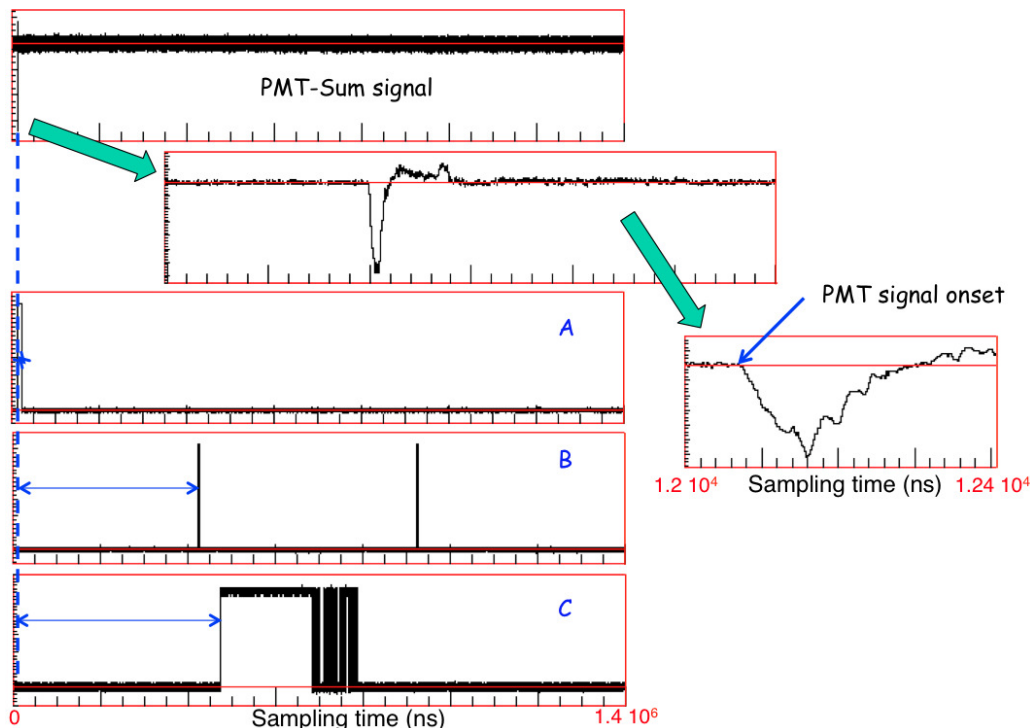 PMT-Sum signal
PMT signal onset
A
B
1.2 10⁴ Sampling time (ns) 1.24 10⁴
C
0 Sampling time (ns) 1.4 10⁶